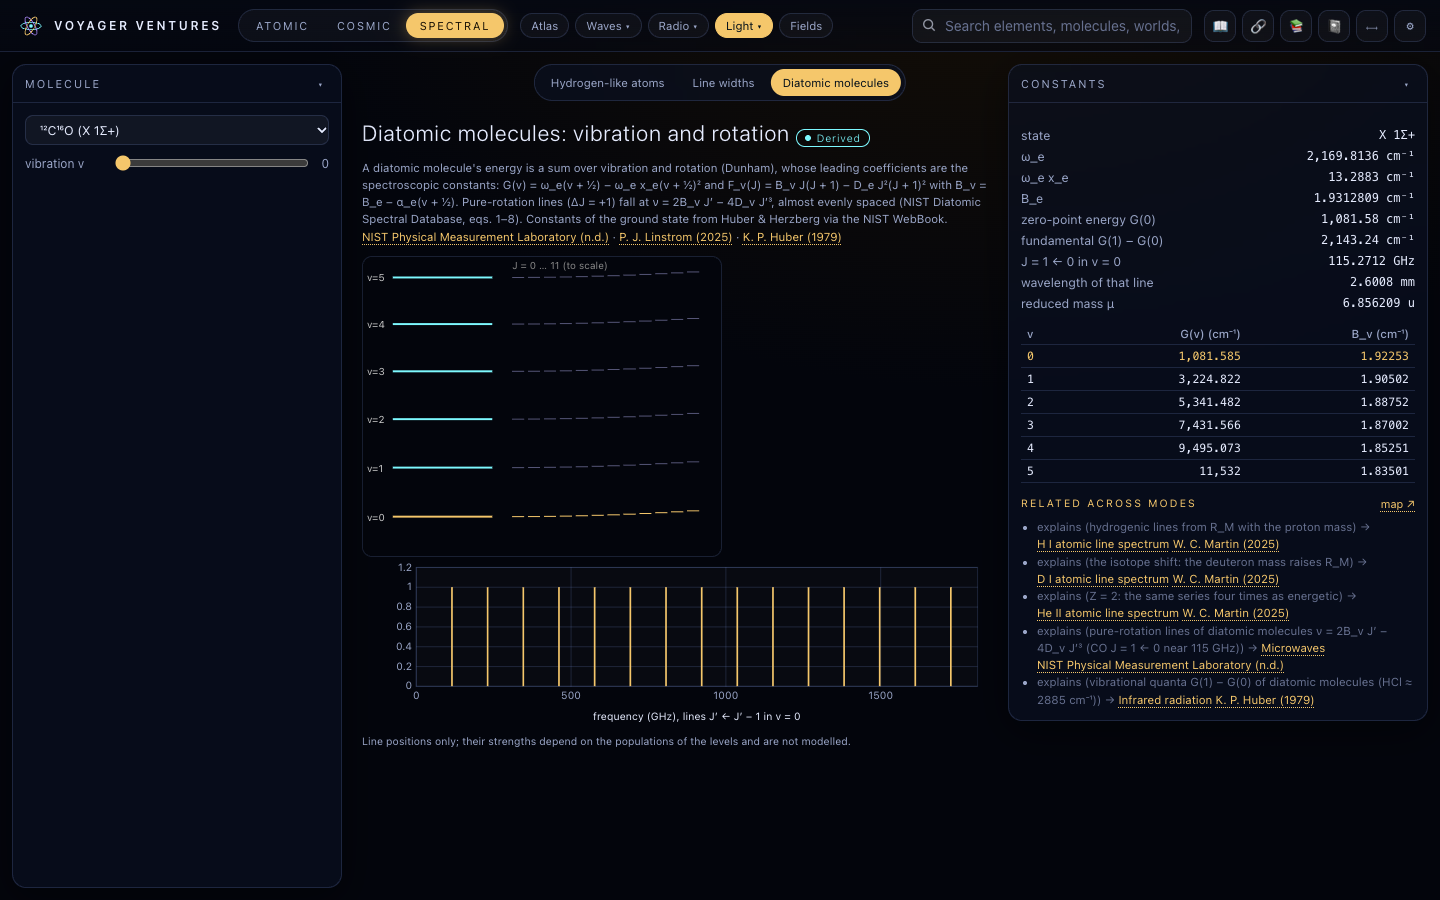 VOYAGER VENTURES
ATOMIC COSMIC SPECTRAL
Atlas Waves ▾ Radio ▾ Light ▾ Fields
Search elements, molecules, worlds,
MOLECULE
¹²C¹⁶O (X 1Σ+)
vibration v 0
Hydrogen-like atoms Line widths Diatomic molecules
Diatomic molecules: vibration and rotation Derived
A diatomic molecule's energy is a sum over vibration and rotation (Dunham), whose leading coefficients are the
spectroscopic constants: G(v) = ω_e(v + ½) − ω_e x_e(v + ½)² and F_v(J) = B_v J(J + 1) − D_e J²(J + 1)² with B_v =
B_e − α_e(v + ½). Pure-rotation lines (ΔJ = +1) fall at ν = 2B_v J′ − 4D_v J′³, almost evenly spaced (NIST Diatomic
Spectral Database, eqs. 1–8). Constants of the ground state from Huber & Herzberg via the NIST WebBook.
NIST Physical Measurement Laboratory (n.d.) · P. J. Linstrom (2025) · K. P. Huber (1979)
J = 0 … 11 (to scale)
v=5
v=4
v=3
v=2
v=1
v=0
1.2
1
0.8
0.6
0.4
0.2
0
0 500 1000 1500
frequency (GHz), lines J′ ← J′ − 1 in v = 0
Line positions only; their strengths depend on the populations of the levels and are not modelled.
CONSTANTS
state X 1Σ+
ω_e 2,169.8136 cm⁻¹
ω_e x_e 13.2883 cm⁻¹
B_e 1.9312809 cm⁻¹
zero-point energy G(0) 1,081.58 cm⁻¹
fundamental G(1) − G(0) 2,143.24 cm⁻¹
J = 1 ← 0 in v = 0 115.2712 GHz
wavelength of that line 2.6008 mm
reduced mass μ 6.856209 u
v G(v) (cm⁻¹) B_v (cm⁻¹)
0 1,081.585 1.92253
1 3,224.822 1.90502
2 5,341.482 1.88752
3 7,431.566 1.87002
4 9,495.073 1.85251
5 11,532 1.83501
RELATED ACROSS MODES map ↗
• explains (hydrogenic lines from R_M with the proton mass) →
H I atomic line spectrum W. C. Martin (2025)
• explains (the isotope shift: the deuteron mass raises R_M) →
D I atomic line spectrum W. C. Martin (2025)
• explains (Z = 2: the same series four times as energetic) →
He II atomic line spectrum W. C. Martin (2025)
• explains (pure-rotation lines of diatomic molecules ν = 2B_v J′ −
4D_v J′³ (CO J = 1 ← 0 near 115 GHz)) → Microwaves
NIST Physical Measurement Laboratory (n.d.)
• explains (vibrational quanta G(1) − G(0) of diatomic molecules (HCl ≈
2885 cm⁻¹)) → Infrared radiation K. P. Huber (1979)